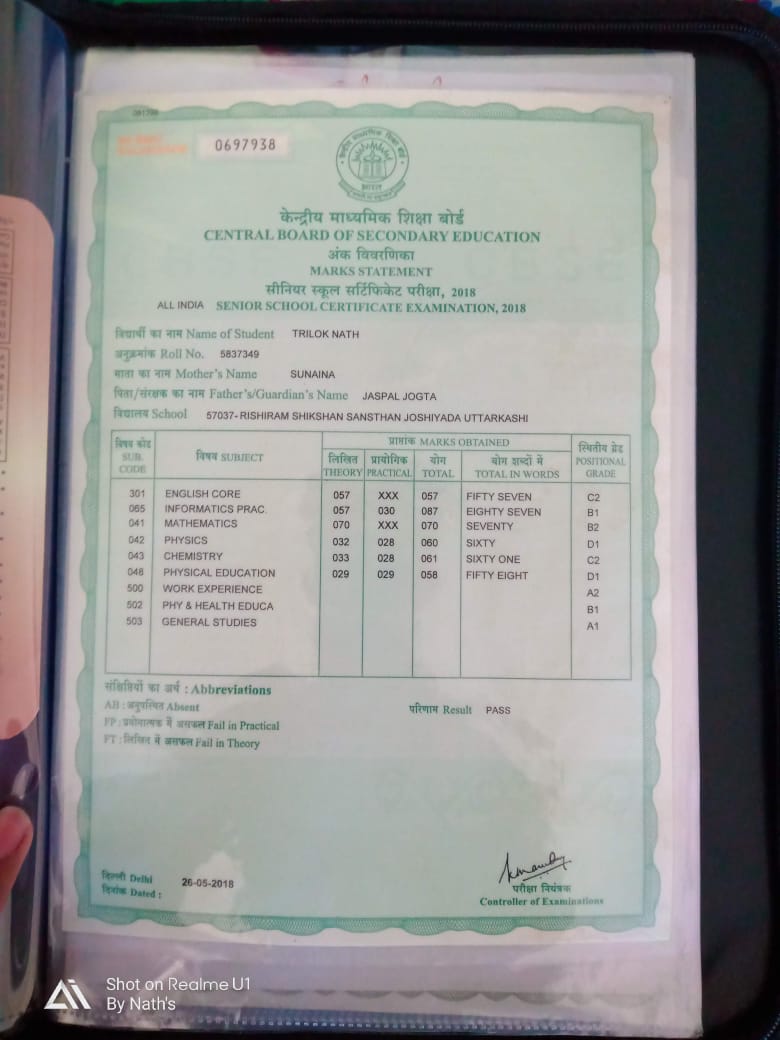 0697938
भारत
केन्द्रीय माध्यमिक शिक्षा बोर्ड
CENTRAL BOARD OF SECONDARY EDUCATION
अंक विवरणिका
MARKS STATEMENT
सीनियर स्कूल सर्टिफिकेट परीक्षा, 2018
ALL INDIA SENIOR SCHOOL CERTIFICATE EXAMINATION, 2018
विद्यार्थी का नाम Name of Student TRILOK NATH
अनुक्रमांक Roll No. 5837349
माता का नाम Mother's Name SUNAINA
पिता/संरक्षक का नाम Father's/Guardian's Name JASPAL JOGTA
विद्यालय School 57037- RISHIRAM SHIKSHAN SANSTHAN JOSHIYADA UTTARKASHI
विषय कोड SUB. CODE
विषय SUBJECT
प्राप्तांक MARKS OBTAINED
लिखित THEORY
प्रायोगिक PRACTICAL
योग TOTAL
योग शब्दों में TOTAL IN WORDS
स्थितीय ग्रेड POSITIONAL GRADE
301 ENGLISH CORE 057 XXX 057 FIFTY SEVEN C2
065 INFORMATICS PRAC. 057 030 087 EIGHTY SEVEN B1
041 MATHEMATICS 070 XXX 070 SEVENTY B2
042 PHYSICS 032 028 060 SIXTY D1
043 CHEMISTRY 033 028 061 SIXTY ONE C2
048 PHYSICAL EDUCATION 029 029 058 FIFTY EIGHT D1
500 WORK EXPERIENCE A2
502 PHY & HEALTH EDUCA B1
503 GENERAL STUDIES A1
संक्षिप्तियों का अर्थ : Abbreviations
AB : अनुपस्थित Absent
परिणाम Result PASS
FP : प्रयोगात्मक में असफल Fail in Practical
FT : लिखित में असफल Fail in Theory
दिल्ली Delhi
दिनांक Dated : 26-05-2018
परीक्षा नियंत्रक
Controller of Examinations
Shot on Realme U1
By Nath's